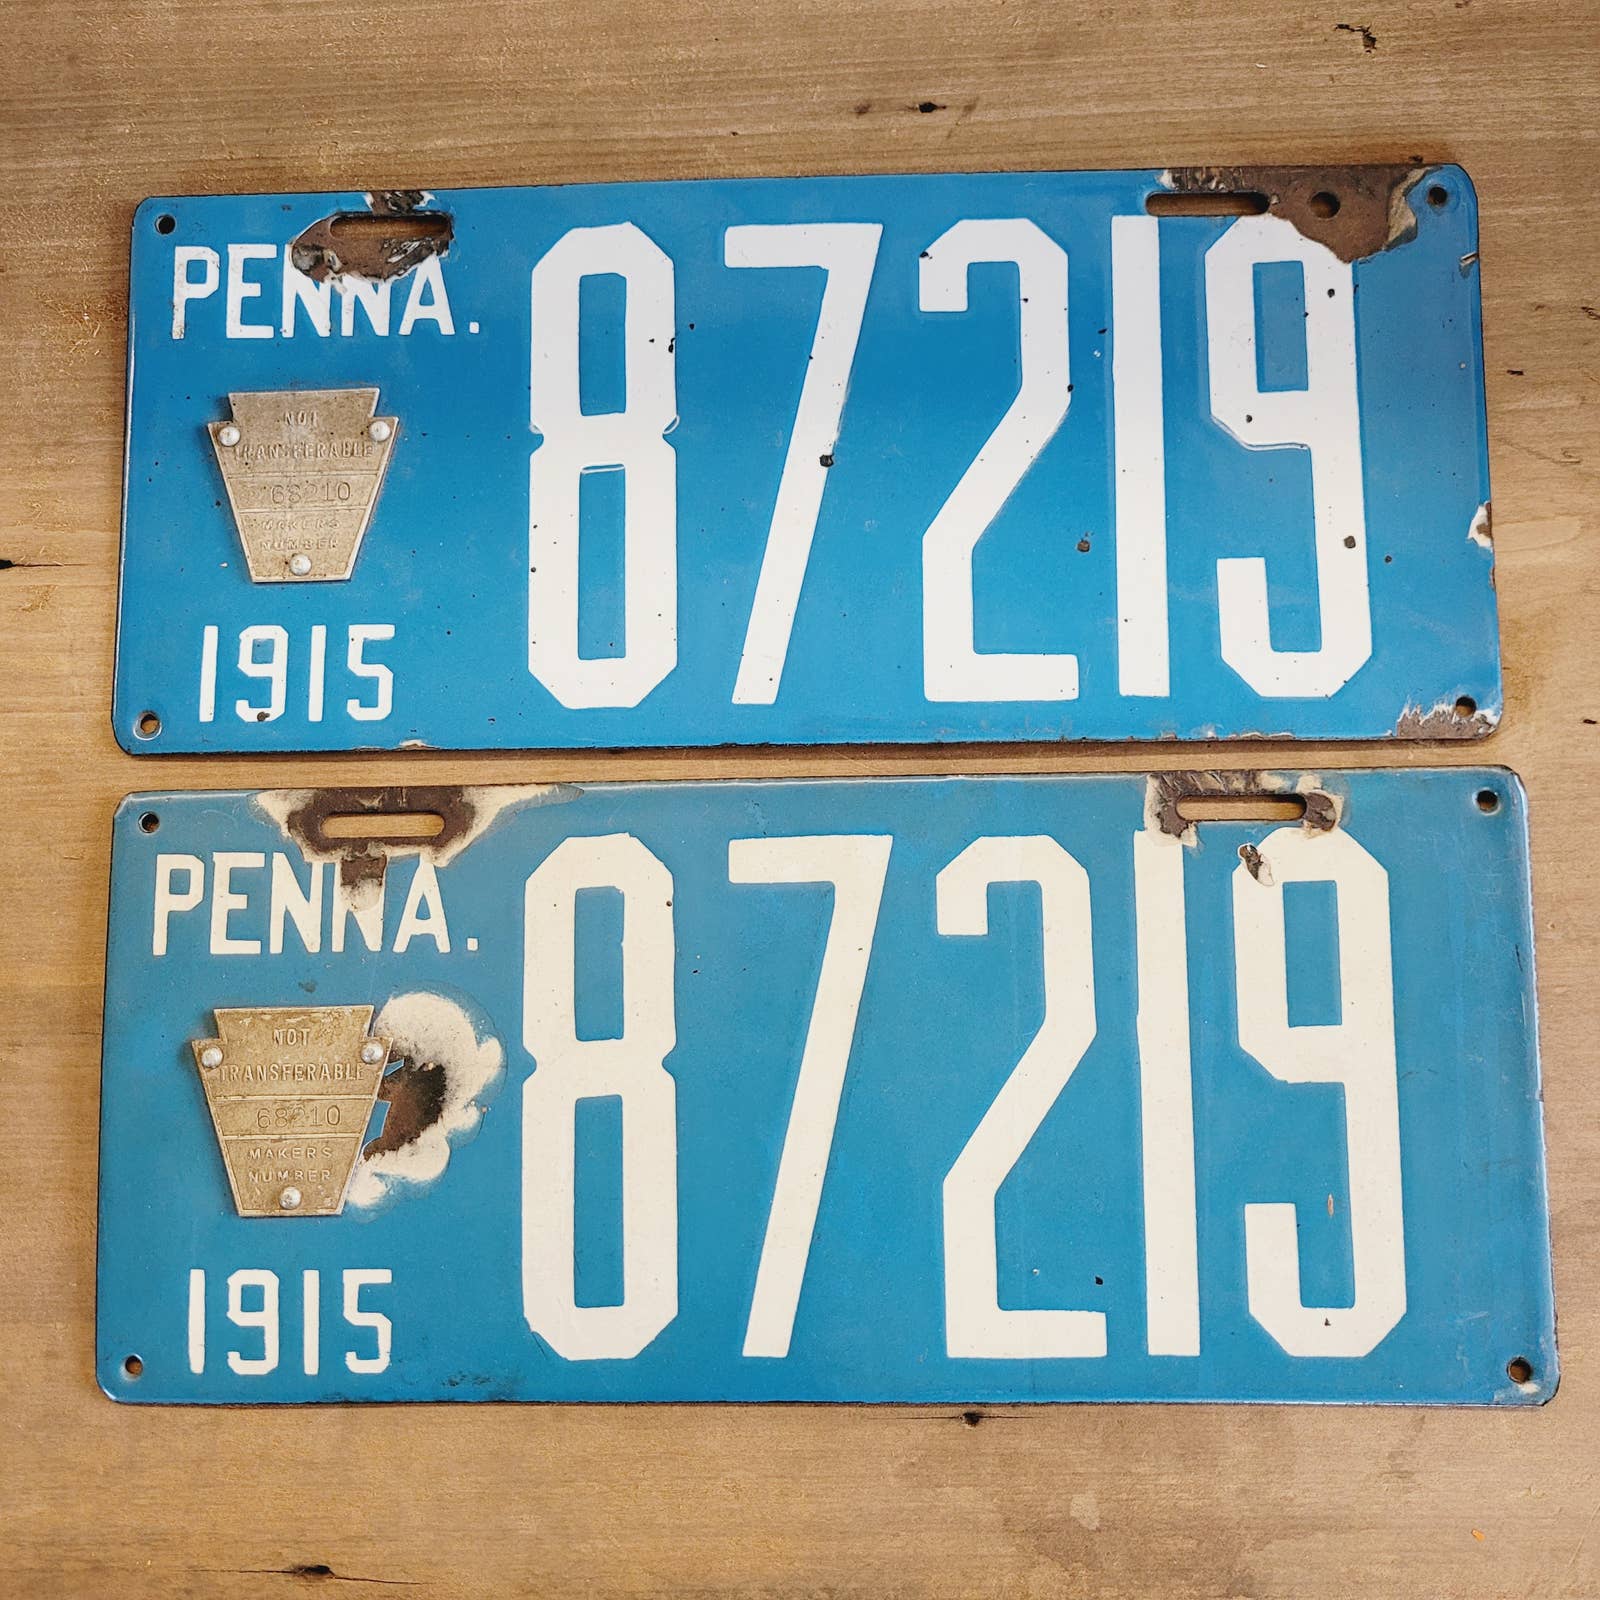 PENNA.
87219
NOT
TRANSFERABLE
68210
MAKERS
NUMBER
1915
PENNA.
87219
NOT
TRANSFERABLE
68210
MAKERS
NUMBER
1915